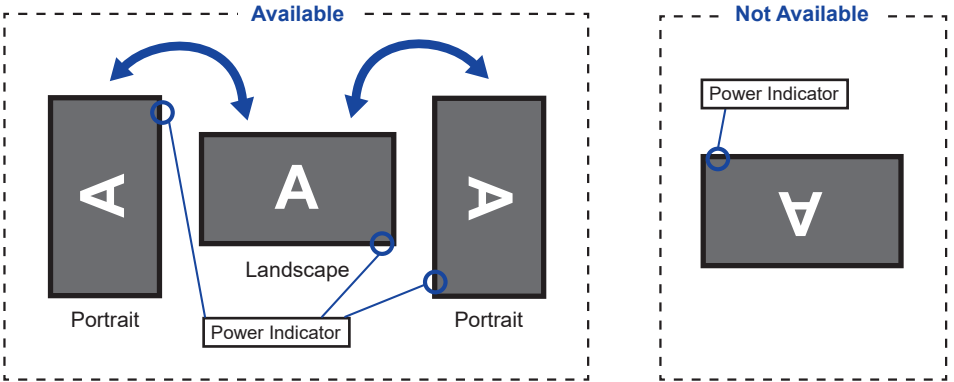 Available
Not Available
Power Indicator
A
A
A
A
Landscape
Portrait
Power Indicator
Portrait